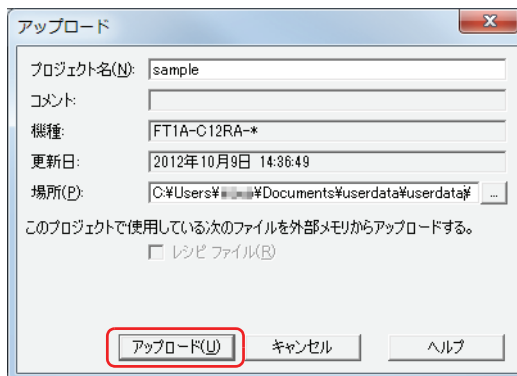 アップロード
プロジェクト名(N): sample
コメント:
機種: FT1A-C12RA-*
更新日: 2012年10月9日 14:36:49
場所(P): C:¥Users¥ ¥Documents¥userdata¥userdata¥ ...
このプロジェクトで使用している次のファイルを外部メモリからアップロードする。
レシピ ファイル(R)
アップロード(U) キャンセル ヘルプ